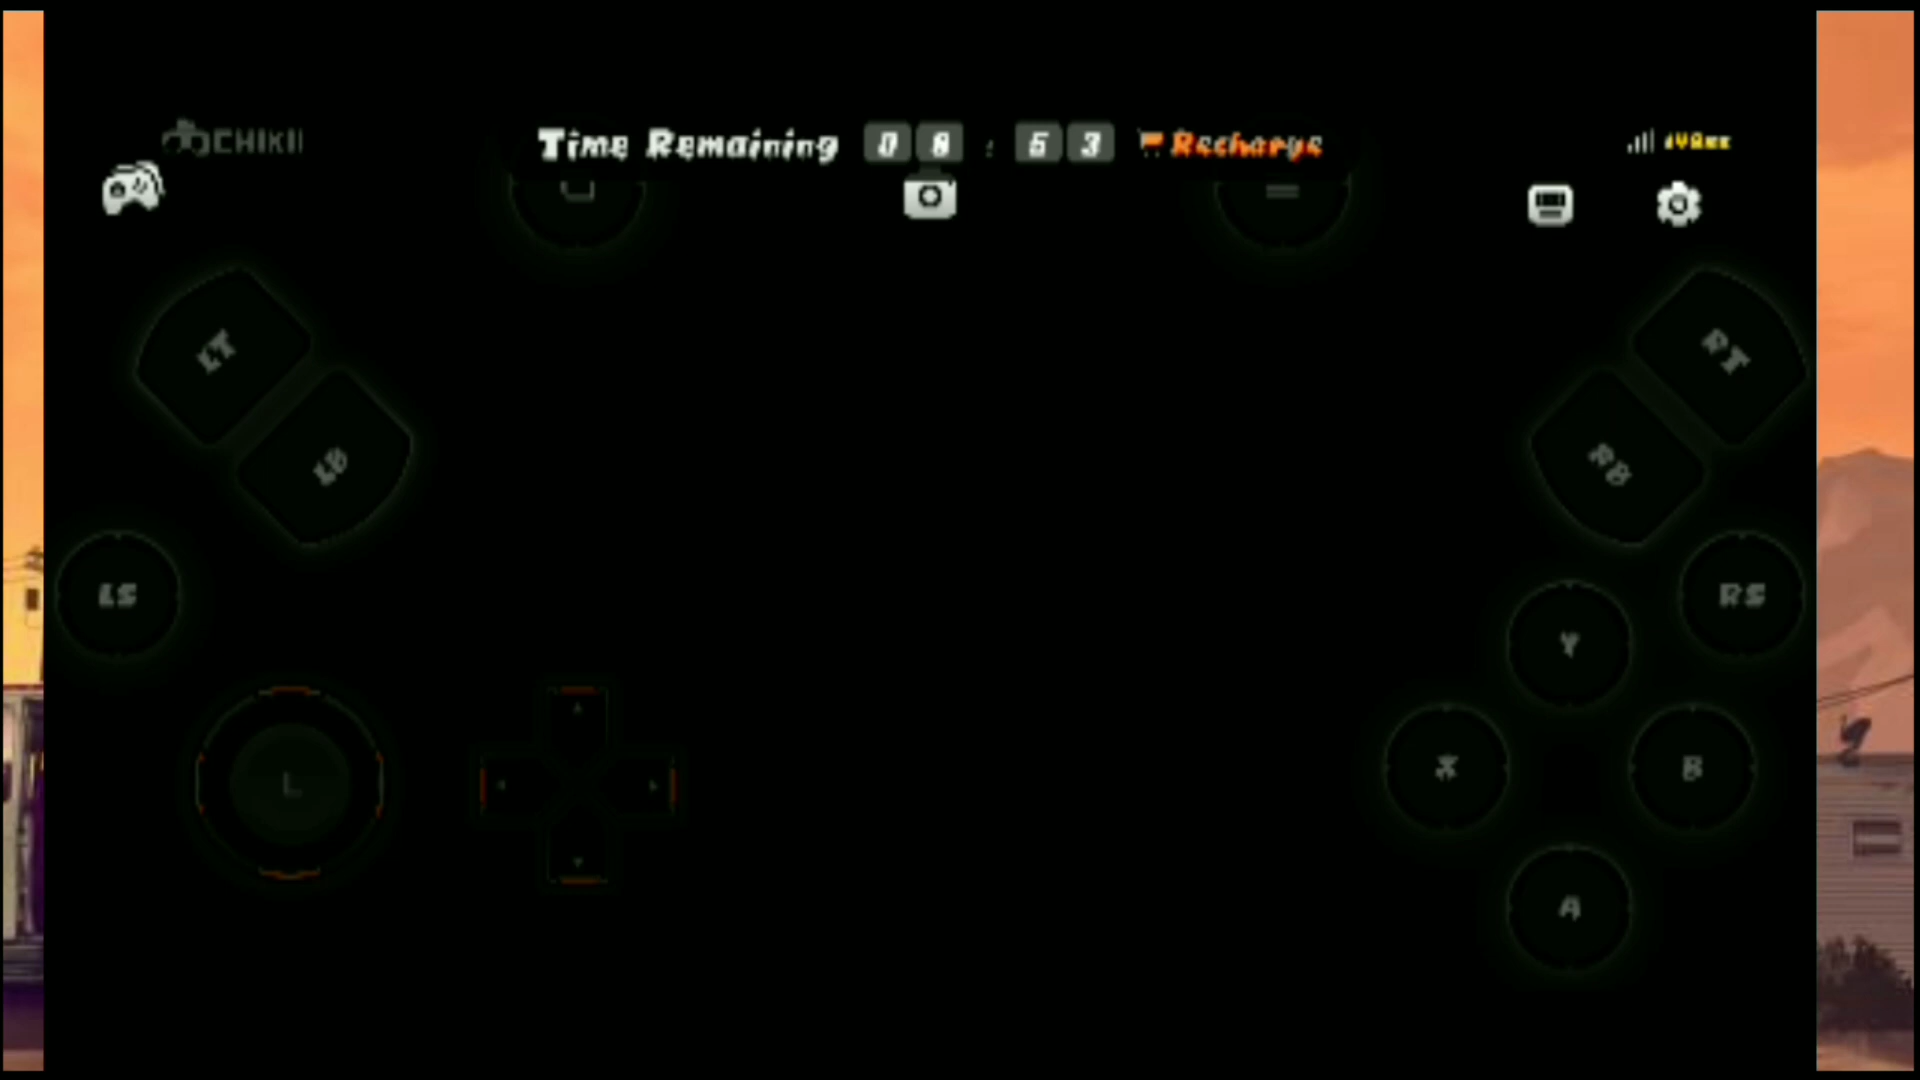 CHIKII
Time Remaining 08 : 53 Recharge
LT
RT
LB
RB
LS
RS
Y
L
X
B
A